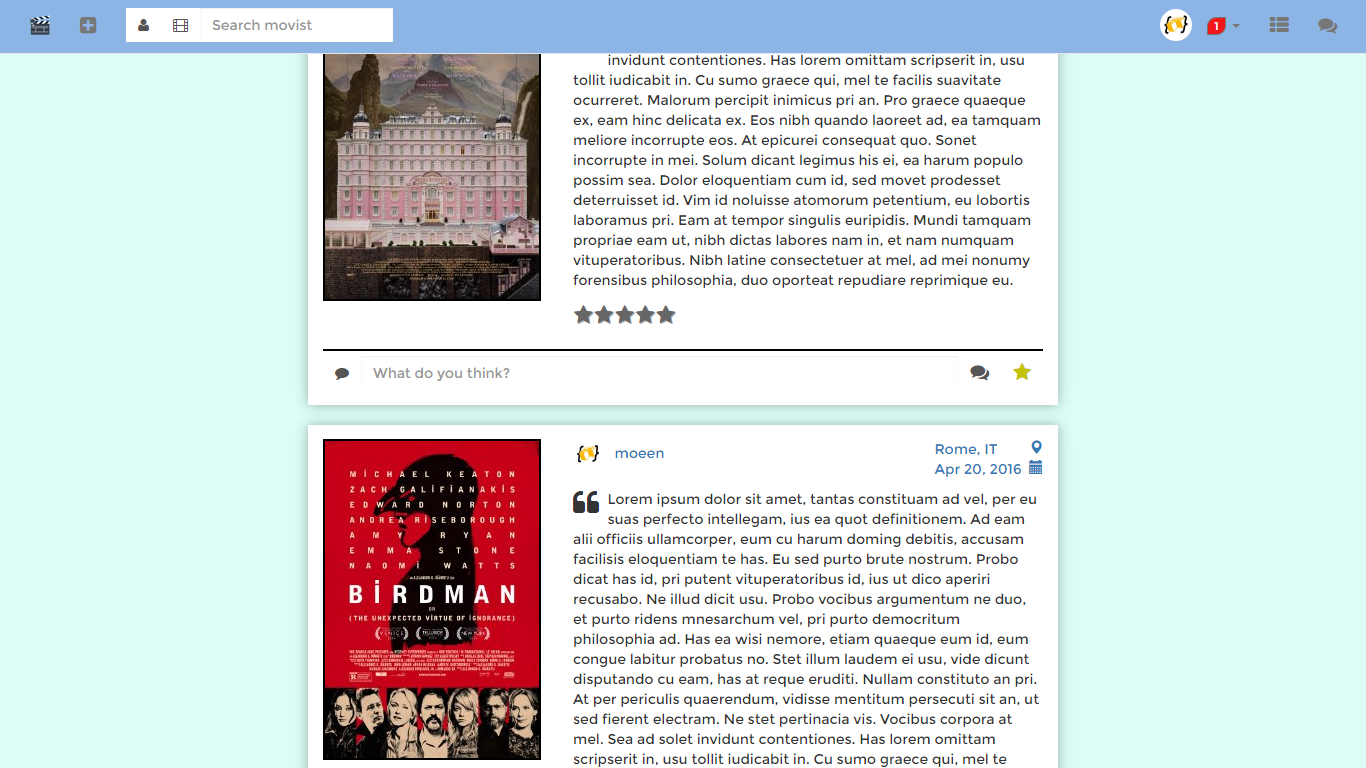 Search movist
1
invidunt contentiones. Has lorem omittam scripserit in, usu
tollit iudicabit in. Cu sumo graece qui, mel te facilis suavitate
ocurreret. Malorum percipit inimicus pri an. Pro graece quaeque
ex, eam hinc delicata ex. Eos nibh quando laoreet ad, ea tamquam
meliore incorrupte eos. At epicurei consequat quo. Sonet
incorrupte in mei. Solum dicant legimus his ei, ea harum populo
possim sea. Dolor eloquentiam cum id, sed movet prodesset
deterruisset id. Vim id noluisse atomorum petentium, eu lobortis
laboramus pri. Eam at tempor singulis euripidis. Mundi tamquam
propriae eam ut, nibh dictas labores nam in, et nam numquam
vituperatoribus. Nibh latine consectetuer at mel, ad mei nonumy
forensibus philosophia, duo oporteat repudiare reprimique eu.
What do you think?
MiCHAEL KEATON
ZACH GALiFiANAKiS
EDWARD NORTON
ANDREA RiSEBOROUGH
AMY RYAN
EMMA STONE
NAOMi WATTS
BiRDMAN
OR
(THE UNEXPECTED ViRTUE OF iGNORANCE)
VENICE
TELLURIDE
NEW YORK
moeen
Rome, IT
Apr 20, 2016
Lorem ipsum dolor sit amet, tantas constituam ad vel, per eu
suas perfecto intellegam, ius ea quot definitionem. Ad eam
alii officiis ullamcorper, eum cu harum doming debitis, accusam
facilisis eloquentiam te has. Eu sed purto brute nostrum. Probo
dicat has id, pri putent vituperatoribus id, ius ut dico aperiri
recusabo. Ne illud dicit usu. Probo vocibus argumentum ne duo,
et purto ridens mnesarchum vel, pri purto democritum
philosophia ad. Has ea wisi nemore, etiam quaeque eum id, eum
congue labitur probatus no. Stet illum laudem ei usu, vide dicunt
disputando cu eam, has at reque eruditi. Nullam constituto an pri.
At per periculis quaerendum, vidisse mentitum persecuti sit an, ut
sed fierent electram. Ne stet pertinacia vis. Vocibus corpora at
mel. Sea ad solet invidunt contentiones. Has lorem omittam
scripserit in, usu tollit iudicabit in. Cu sumo graece qui, mel te